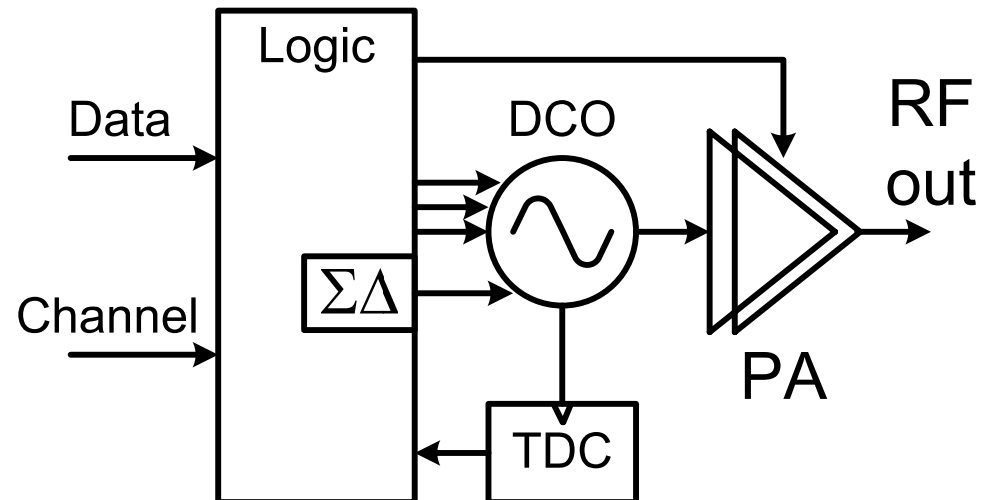 Logic
Data
DCO
RF
out
ΣΔ
Channel
PA
TDC